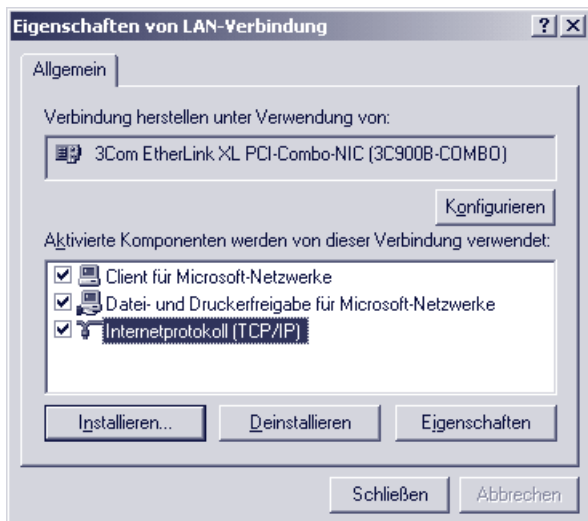 Eigenschaften von LAN-Verbindung
Allgemein
Verbindung herstellen unter Verwendung von:
3Com EtherLink XL PCI-Combo-NIC (3C900B-COMBO)
Konfigurieren
Aktivierte Komponenten werden von dieser Verbindung verwendet:
Client für Microsoft-Netzwerke
Datei- und Druckerfreigabe für Microsoft-Netzwerke
Internetprotokoll (TCP/IP)
Installieren... Deinstallieren Eigenschaften
Schließen Abbrechen